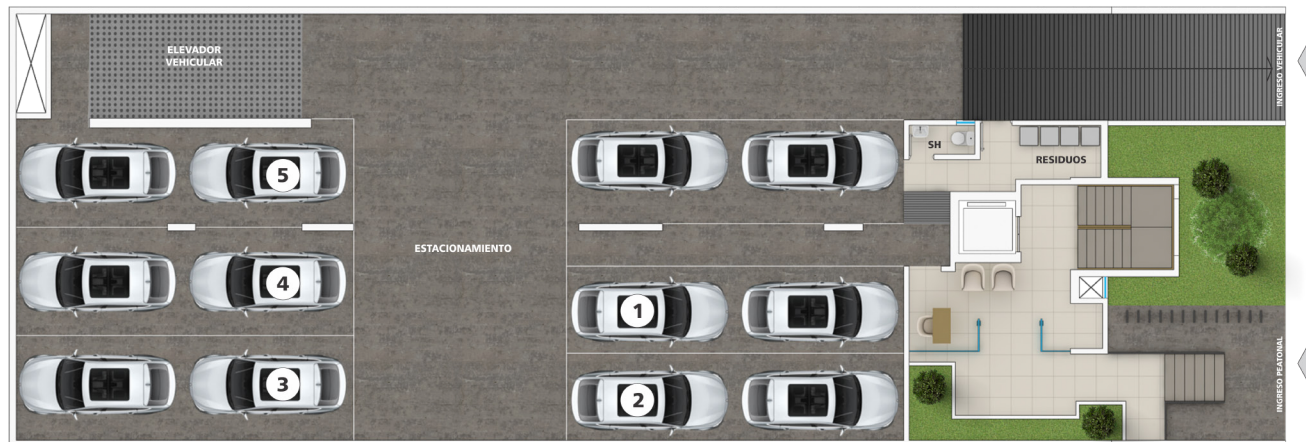 ELEVADOR
VEHICULAR
INGRESO VEHICULAR
5
SH
RESIDUOS
ESTACIONAMIENTO
4
1
3
2
INGRESO PEATONAL